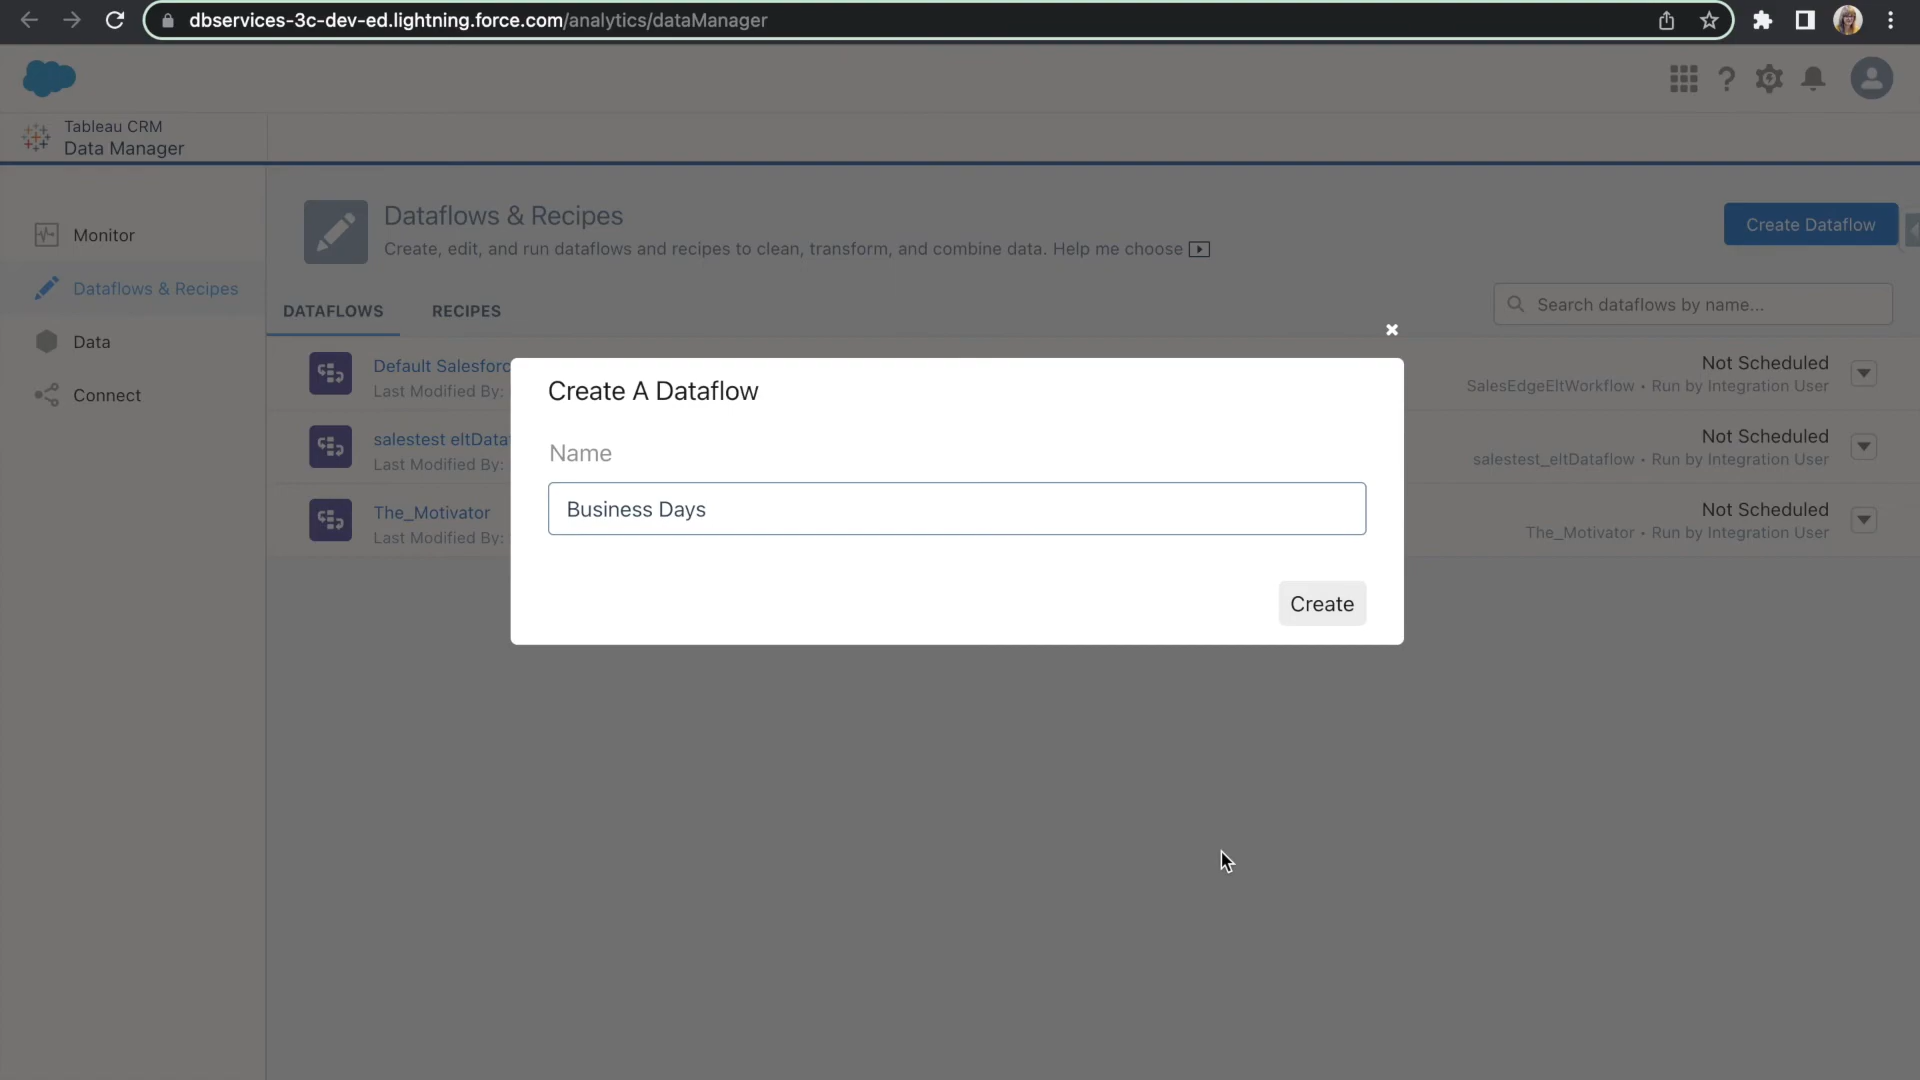 dbservices-3c-dev-ed.lightning.force.com/analytics/dataManager
Tableau CRM
Data Manager
Monitor
Dataflows & Recipes
Data
Connect
Dataflows & Recipes
Create, edit, and run dataflows and recipes to clean, transform, and combine data. Help me choose
Create Dataflow
DATAFLOWS RECIPES
Search dataflows by name...
Default Salesforc
Last Modified By:
Not Scheduled
SalesEdgeEltWorkflow • Run by Integration User
salestest eltData
Last Modified By:
Not Scheduled
salestest_eltDataflow • Run by Integration User
The_Motivator
Last Modified By:
Not Scheduled
The_Motivator • Run by Integration User
Create A Dataflow
Name
Business Days
Create